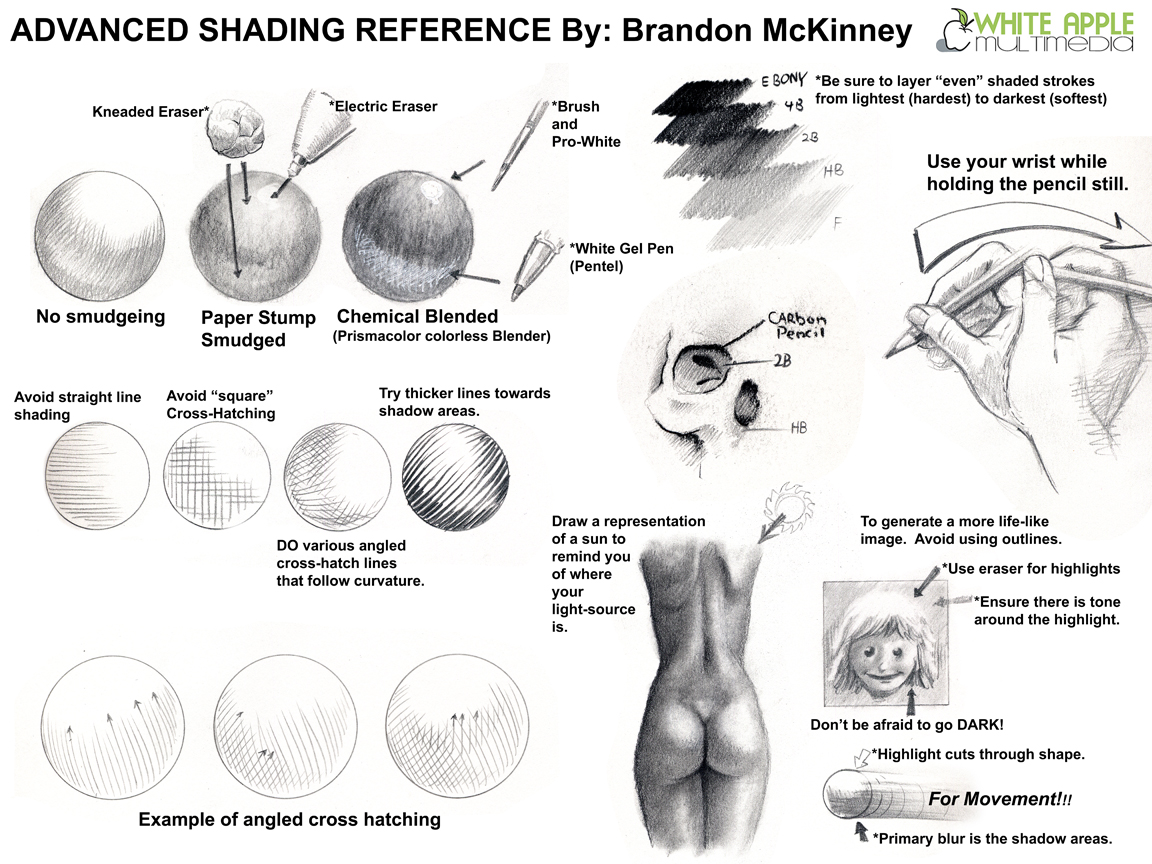 ADVANCED SHADING REFERENCE By: Brandon McKinney
WHITE APPLE
MULTIMEDIA
Kneaded Eraser*
*Electric Eraser
*Brush
and
Pro-White
*White Gel Pen
(Pentel)
No smudgeing
Paper Stump
Smudged
Chemical Blended
(Prismacolor colorless Blender)
EBONY
4B
2B
HB
F
*Be sure to layer “even” shaded strokes
from lightest (hardest) to darkest (softest)
Use your wrist while
holding the pencil still.
CARBon
Pencil
2B
HB
Avoid straight line
shading
Avoid “square”
Cross-Hatching
Try thicker lines towards
shadow areas.
DO various angled
cross-hatch lines
that follow curvature.
Example of angled cross hatching
Draw a representation
of a sun to
remind you
of where
your
light-source
is.
To generate a more life-like
image. Avoid using outlines.
*Use eraser for highlights
*Ensure there is tone
around the highlight.
Don’t be afraid to go DARK!
*Highlight cuts through shape.
For Movement!!!
*Primary blur is the shadow areas.